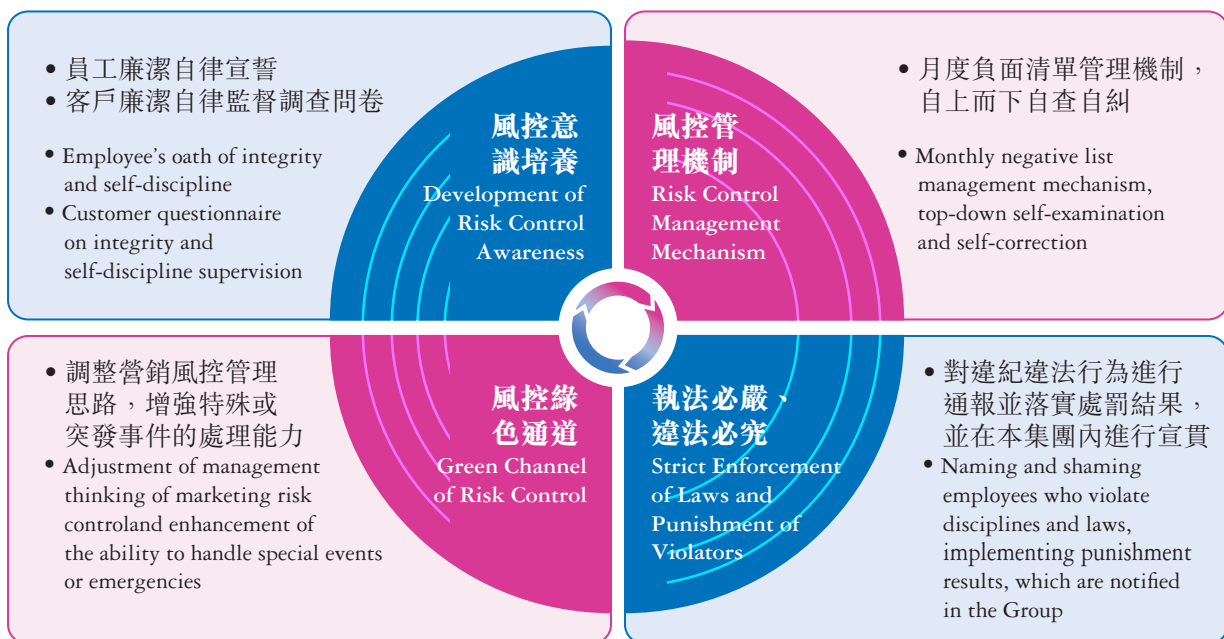 • 員工廉潔自律宣誓
• 客戶廉潔自律監督調查問卷
• Employee’s oath of integrity
and self-discipline
• Customer questionnaire
on integrity and
self-discipline supervision
風控意
識培養
Development of
Risk Control
Awareness
風控管
理機制
Risk Control
Management
Mechanism
• 月度負面清單管理機制，
自上而下自查自糾
• Monthly negative list
management mechanism,
top-down self-examination
and self-correction
• 調整營銷風控管理
思路，增強特殊或
突發事件的處理能力
• Adjustment of management
thinking of marketing risk
controland enhancement of
the ability to handle special events
or emergencies
風控綠
色通道
Green Channel
of Risk Control
執法必嚴、
違法必究
Strict Enforcement
of Laws and
Punishment of
Violators
• 對違紀違法行為進行
通報並落實處罰結果，
並在本集團內進行宣貫
• Naming and shaming
employees who violate
disciplines and laws,
implementing punishment
results, which are notified
in the Group